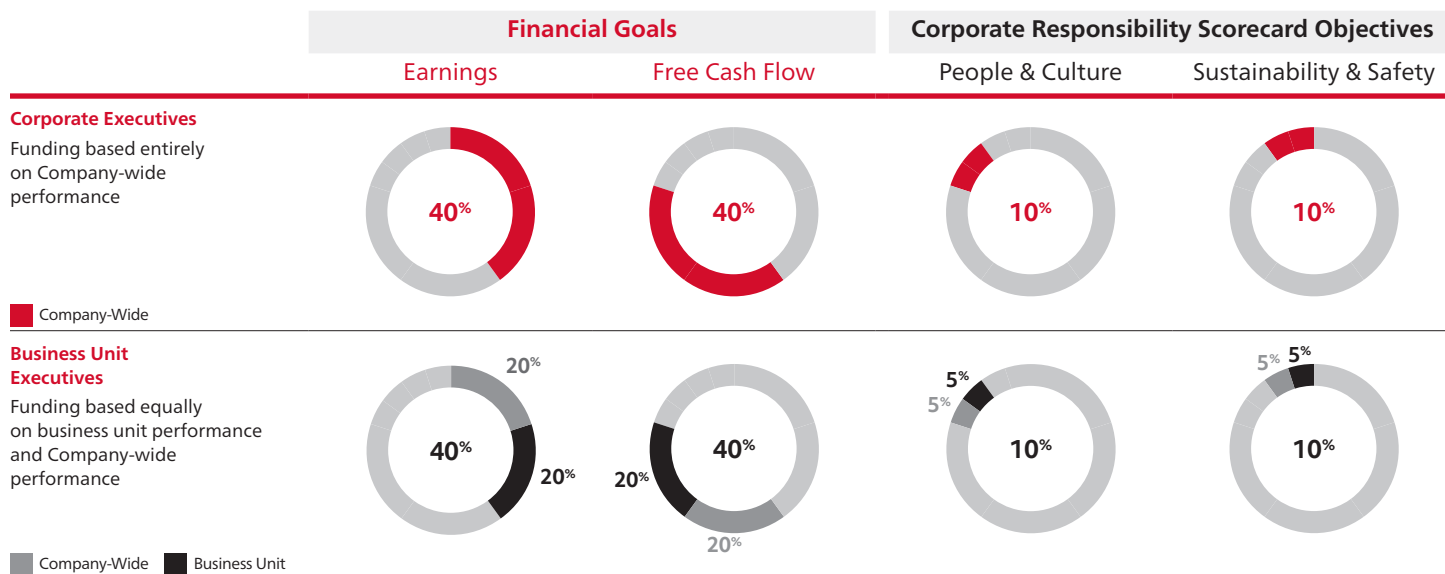 Financial Goals
Corporate Responsibility Scorecard Objectives
Earnings
Free Cash Flow
People & Culture
Sustainability & Safety
Corporate Executives
Funding based entirely
on Company-wide
performance
40%
40%
10%
10%
Company-Wide
Business Unit
Executives
Funding based equally
on business unit performance
and Company-wide
performance
20%
40%
20%
20%
40%
20%
5%
5%
10%
5%
5%
10%
Company-Wide
Business Unit